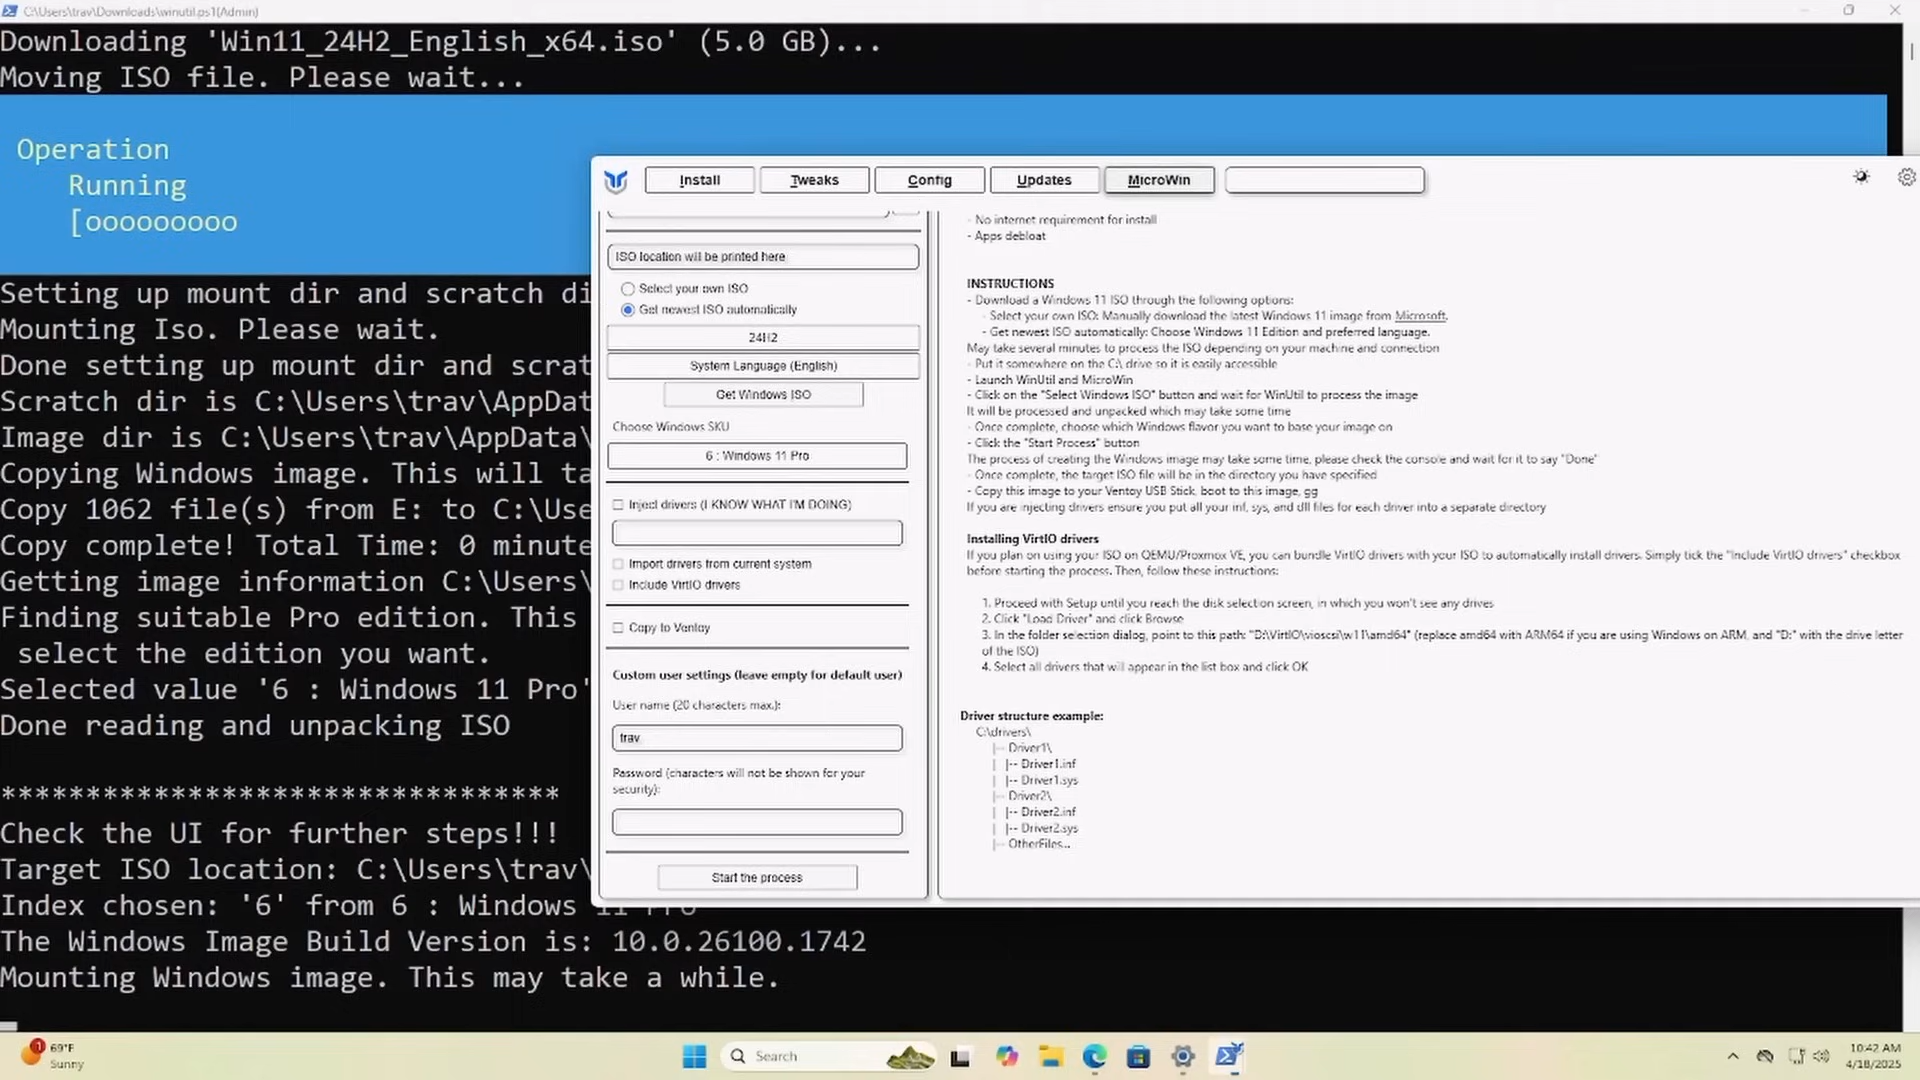 C:\Users\trav\Downloads\winutil.ps1(Admin)
Downloading 'Win11_24H2_English_x64.iso' (5.0 GB)...
Moving ISO file. Please wait...
Operation
Running
[ooooooooo
Setting up mount dir and scratch di
Mounting Iso. Please wait.
Done setting up mount dir and scrat
Scratch dir is C:\Users\trav\AppDat
Image dir is C:\Users\trav\AppData\
Copying Windows image. This will ta
Copy 1062 file(s) from E: to C:\Use
Copy complete! Total Time: 0 minute
Getting image information C:\Users\
Finding suitable Pro edition. This
select the edition you want.
Selected value '6 : Windows 11 Pro'
Done reading and unpacking ISO
*********************************
Check the UI for further steps!!!
Target ISO location: C:\Users\trav\
Index chosen: '6' from 6 : Windows 11 Pro
The Windows Image Build Version is: 10.0.26100.1742
Mounting Windows image. This may take a while.
Install
Tweaks
Config
Updates
MicroWin
ISO location will be printed here
Select your own ISO
Get newest ISO automatically
24H2
System Language (English)
Get Windows ISO
Choose Windows SKU
6 : Windows 11 Pro
Inject drivers (I KNOW WHAT I'M DOING)
Import drivers from current system
Include VirtIO drivers
Copy to Ventoy
Custom user settings (leave empty for default user)
User name (20 characters max.):
trav
Password (characters will not be shown for your
security):
Start the process
- No internet requirement for install
- Apps debloat
INSTRUCTIONS
- Download a Windows 11 ISO through the following options:
- Select your own ISO: Manually download the latest Windows 11 image from Microsoft.
- Get newest ISO automatically: Choose Windows 11 Edition and preferred language.
May take several minutes to process the ISO depending on your machine and connection
- Put it somewhere on the C:\ drive so it is easily accessible
- Launch WinUtil and MicroWin
- Click on the "Select Windows ISO" button and wait for WinUtil to process the image
It will be processed and unpacked which may take some time
- Once complete, choose which Windows flavor you want to base your image on
- Click the "Start Process" button
The process of creating the Windows image may take some time, please check the console and wait for it to say "Done"
- Once complete, the target ISO file will be in the directory you have specified
- Copy this image to your Ventoy USB Stick, boot to this image, gg
If you are injecting drivers ensure you put all your inf, sys, and dll files for each driver into a separate directory
Installing VirtIO drivers
If you plan on using your ISO on QEMU/Proxmox VE, you can bundle VirtIO drivers with your ISO to automatically install drivers. Simply tick the "Include VirtIO drivers" checkbox
before starting the process. Then, follow these instructions:
1. Proceed with Setup until you reach the disk selection screen, in which you won't see any drives
2. Click "Load Driver" and click Browse
3. In the folder selection dialog, point to this path: "D:\VirtIO\vioscsi\w11\amd64" (replace amd64 with ARM64 if you are using Windows on ARM, and "D:" with the drive letter
of the ISO)
4. Select all drivers that will appear in the list box and click OK
Driver structure example:
C:\drivers\
|-- Driver1\
| |-- Driver1.inf
| |-- Driver1.sys
|-- Driver2\
| |-- Driver2.inf
| |-- Driver2.sys
|-- OtherFiles...
1
69°F
Sunny
Search
10:42 AM
4/18/2025